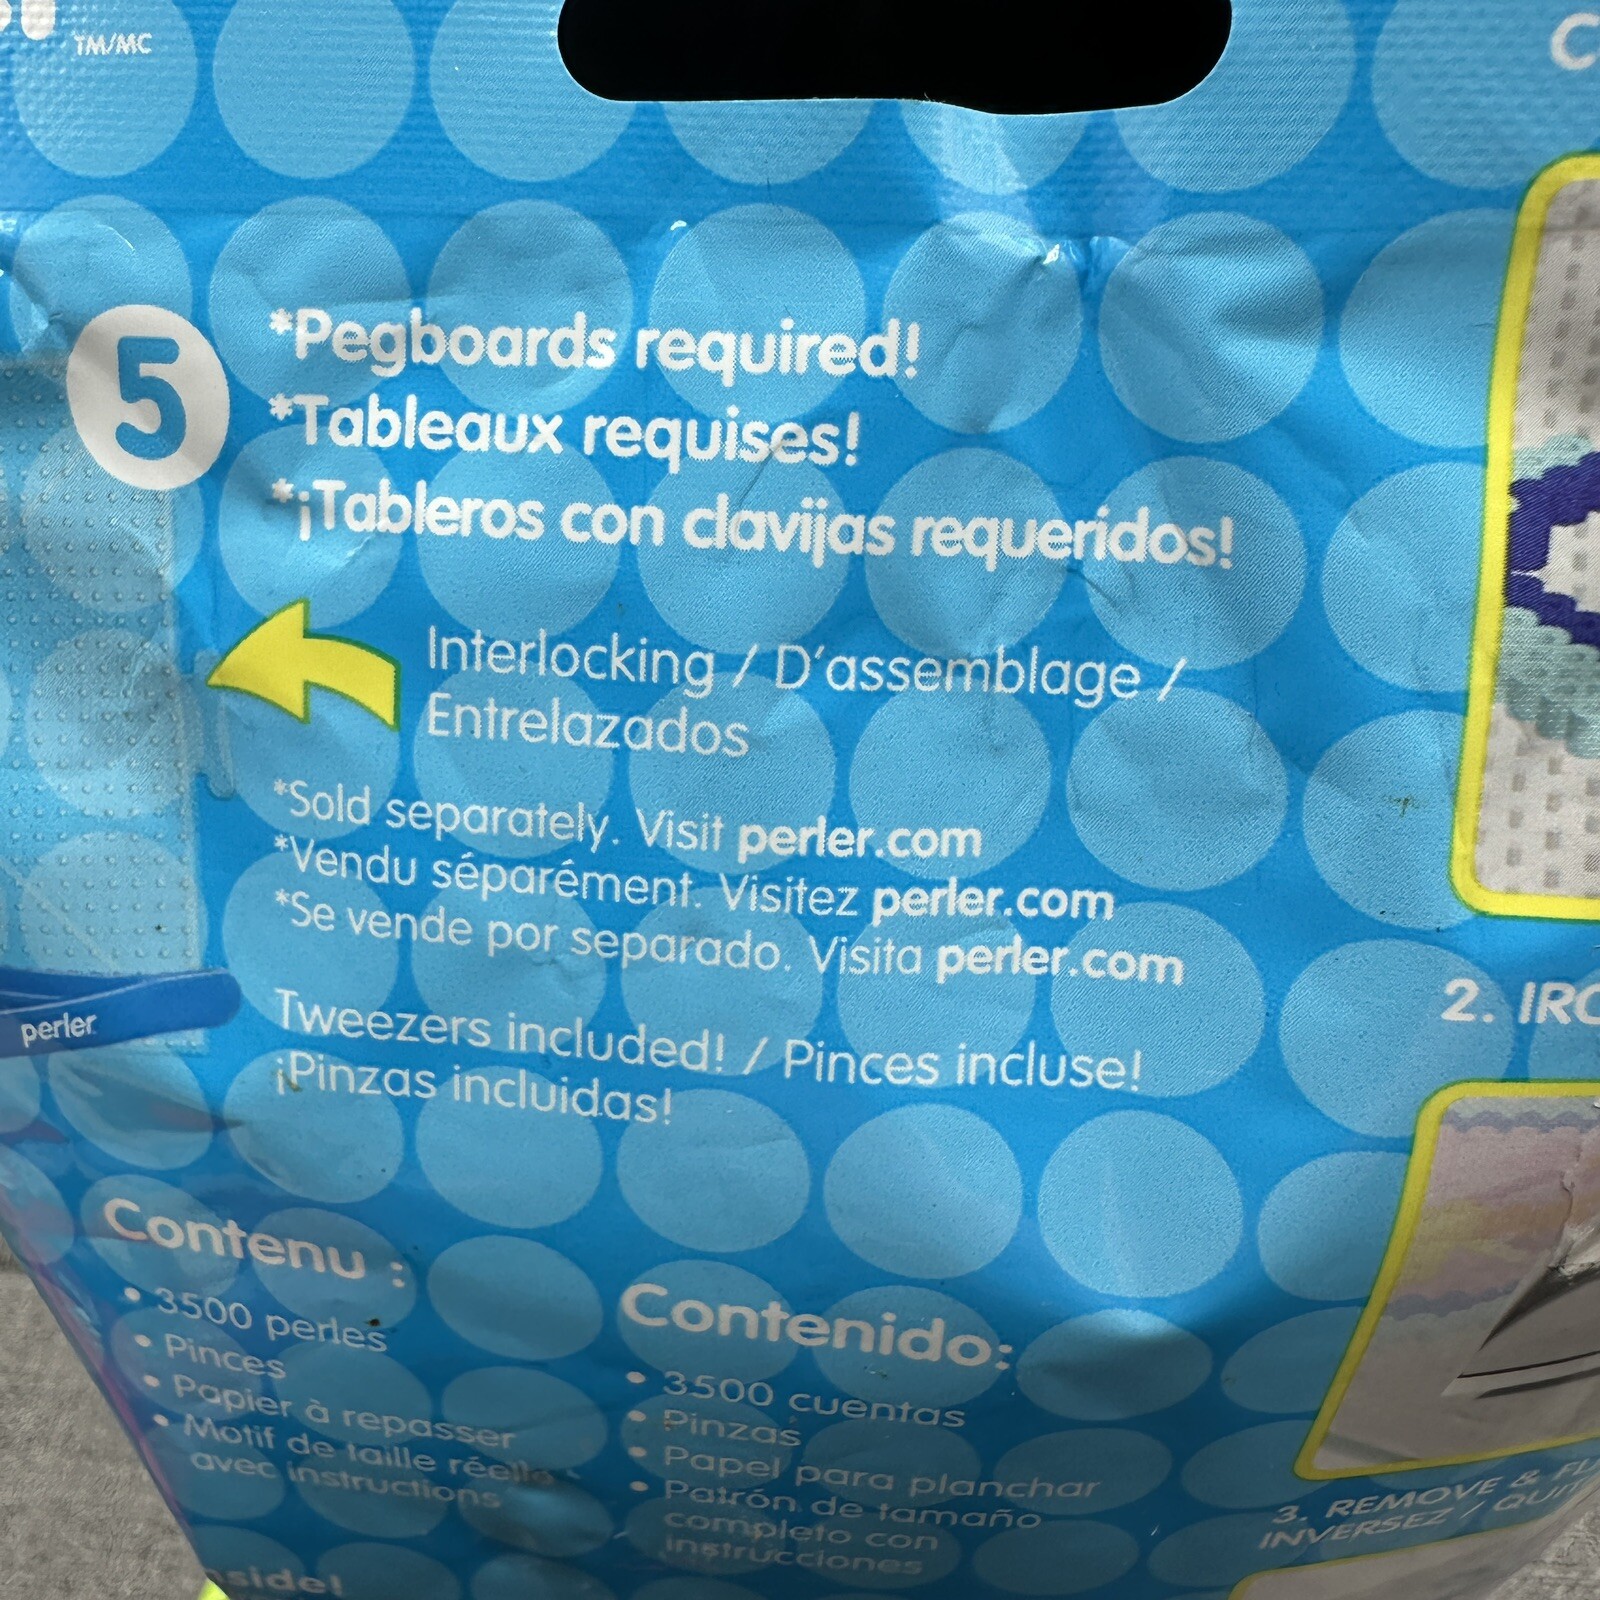 TM/MC
5
*Pegboards required!
*Tableaux requises!
*¡Tableros con clavijas requeridos!
Interlocking / D'assemblage /
Entrelazados
*Sold separately. Visit perler.com
*Vendu séparément. Visitez perler.com
*Se vende por separado. Visita perler.com
perler
Tweezers included! / Pinces incluse!
¡Pinzas incluidas!
Contenu :
• 3500 perles
• Pinces
• Papier à repasser
• Motif de taille réelle
avec instructions
Contenido:
• 3500 cuentas
• Pinzas
• Papel para planchar
• Patrón de tamaño
completo con
instrucciones
2.
3. REMOVE &
INVERSEZ /